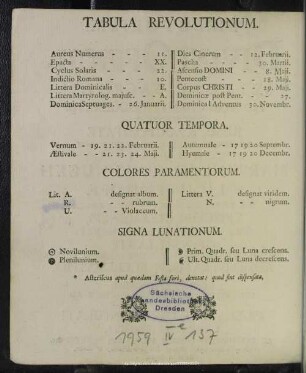 TABULA REVOLUTIONUM.
Aureus Numerus - - - 11.
Epacta - - - XX.
Cyclus Solaris - - - 22.
Indictio Romana - - 10.
Littera Dominicalis - - E.
Littera Martyrolog. majusc. - - A.
Dominica Septuages. - 26. Januarii.
Dies Cinerum - - 12. Februarii.
Pascha - - - 30. Martii.
Ascensio DOMINI - - 8. Maji.
Pentecost - - - 18. Maji.
Corpus CHRISTI - - 29. Maji.
Dominicæ post Pent. - - 27.
Dominica I Adventus 30. Novembr.
QUATUOR TEMPORA.
Vernum - 19. 21. 22. Februarii.
Æstivale - - 21. 23. 24. Maji.
Autumnale - 17 19 20 Septembr.
Hyemale - 17 19 20 Decembr.
COLORES PARAMENTORUM.
Lit. A. designat album.
R. - - rubrum.
U. - - Violaceum.
Littera V. designat viridem.
N. - - nigrum.
SIGNA LUNATIONUM.
Novilunium.
Plenilunium.
Prim. Quadr. seu Luna crescens.
Ult. Quadr. seu Luna decrescens.
* Asteriscus apud quædam Festa denotat: quod sint
Sächsische
Landesbibliothek
Dresden
1959 IV 137